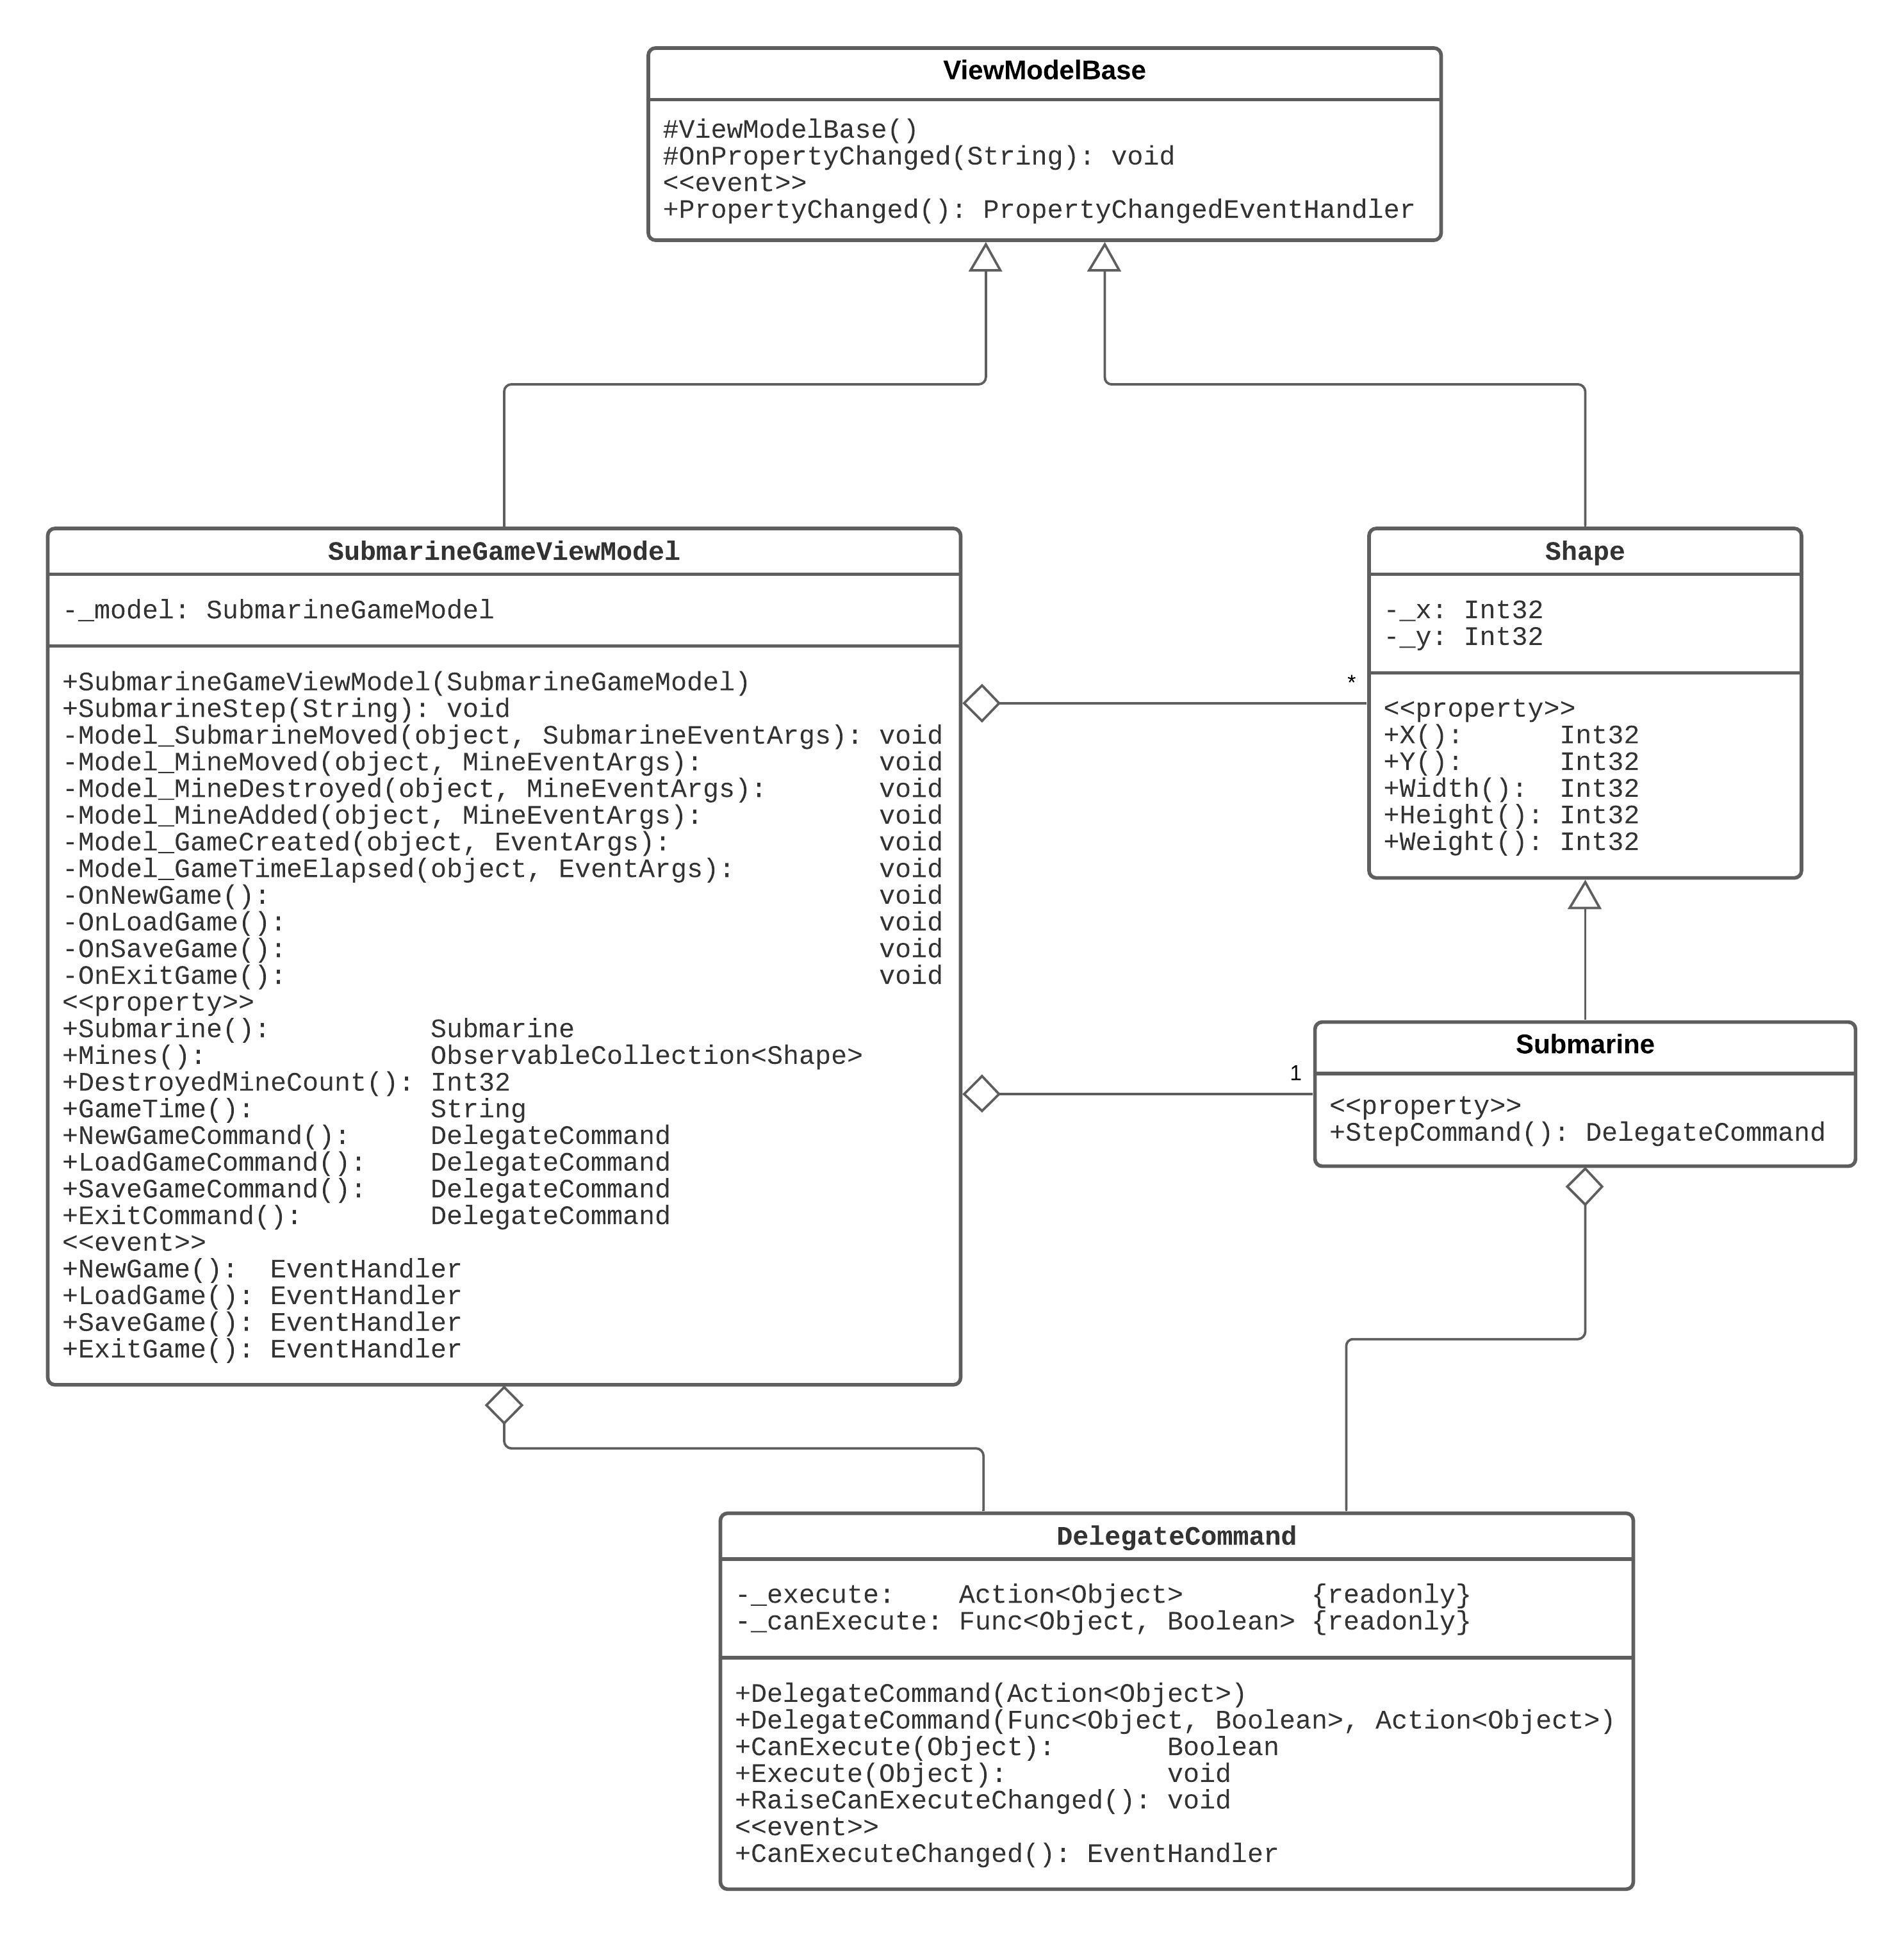 ViewModelBase
#ViewModelBase()
#OnPropertyChanged(String): void
<<event>>
+PropertyChanged(): PropertyChangedEventHandler
SubmarineGameViewModel
-_model: SubmarineGameModel
+SubmarineGameViewModel(SubmarineGameModel)
+SubmarineStep(String): void
-Model_SubmarineMoved(object, SubmarineEventArgs): void
-Model_MineMoved(object, MineEventArgs): void
-Model_MineDestroyed(object, MineEventArgs): void
-Model_MineAdded(object, MineEventArgs): void
-Model_GameCreated(object, EventArgs): void
-Model_GameTimeElapsed(object, EventArgs): void
-OnNewGame(): void
-OnLoadGame(): void
-OnSaveGame(): void
-OnExitGame(): void
<<property>>
+Submarine(): Submarine
+Mines(): ObservableCollection<Shape>
+DestroyedMineCount(): Int32
+GameTime(): String
+NewGameCommand(): DelegateCommand
+LoadGameCommand(): DelegateCommand
+SaveGameCommand(): DelegateCommand
+ExitCommand(): DelegateCommand
<<event>>
+NewGame(): EventHandler
+LoadGame(): EventHandler
+SaveGame(): EventHandler
+ExitGame(): EventHandler
*
Shape
-_x: Int32
-_y: Int32
<<property>>
+X(): Int32
+Y(): Int32
+Width(): Int32
+Height(): Int32
+Weight(): Int32
1
Submarine
<<property>>
+StepCommand(): DelegateCommand
DelegateCommand
-_execute: Action<Object> {readonly}
-_canExecute: Func<Object, Boolean> {readonly}
+DelegateCommand(Action<Object>)
+DelegateCommand(Func<Object, Boolean>, Action<Object>)
+CanExecute(Object): Boolean
+Execute(Object): void
+RaiseCanExecuteChanged(): void
<<event>>
+CanExecuteChanged(): EventHandler